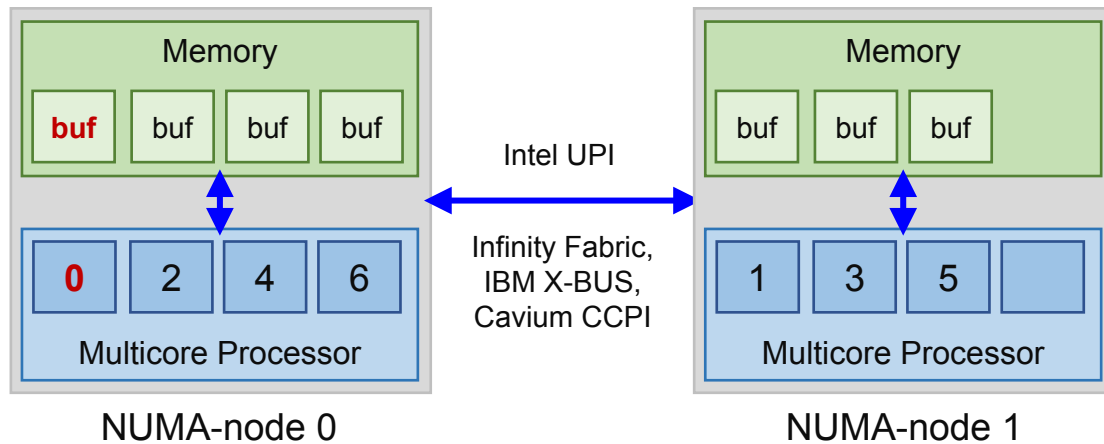 Memory
buf buf buf buf
0 2 4 6
Multicore Processor
NUMA-node 0
Intel UPI
Infinity Fabric,
IBM X-BUS,
Cavium CCPI
Memory
buf buf buf
1 3 5
Multicore Processor
NUMA-node 1